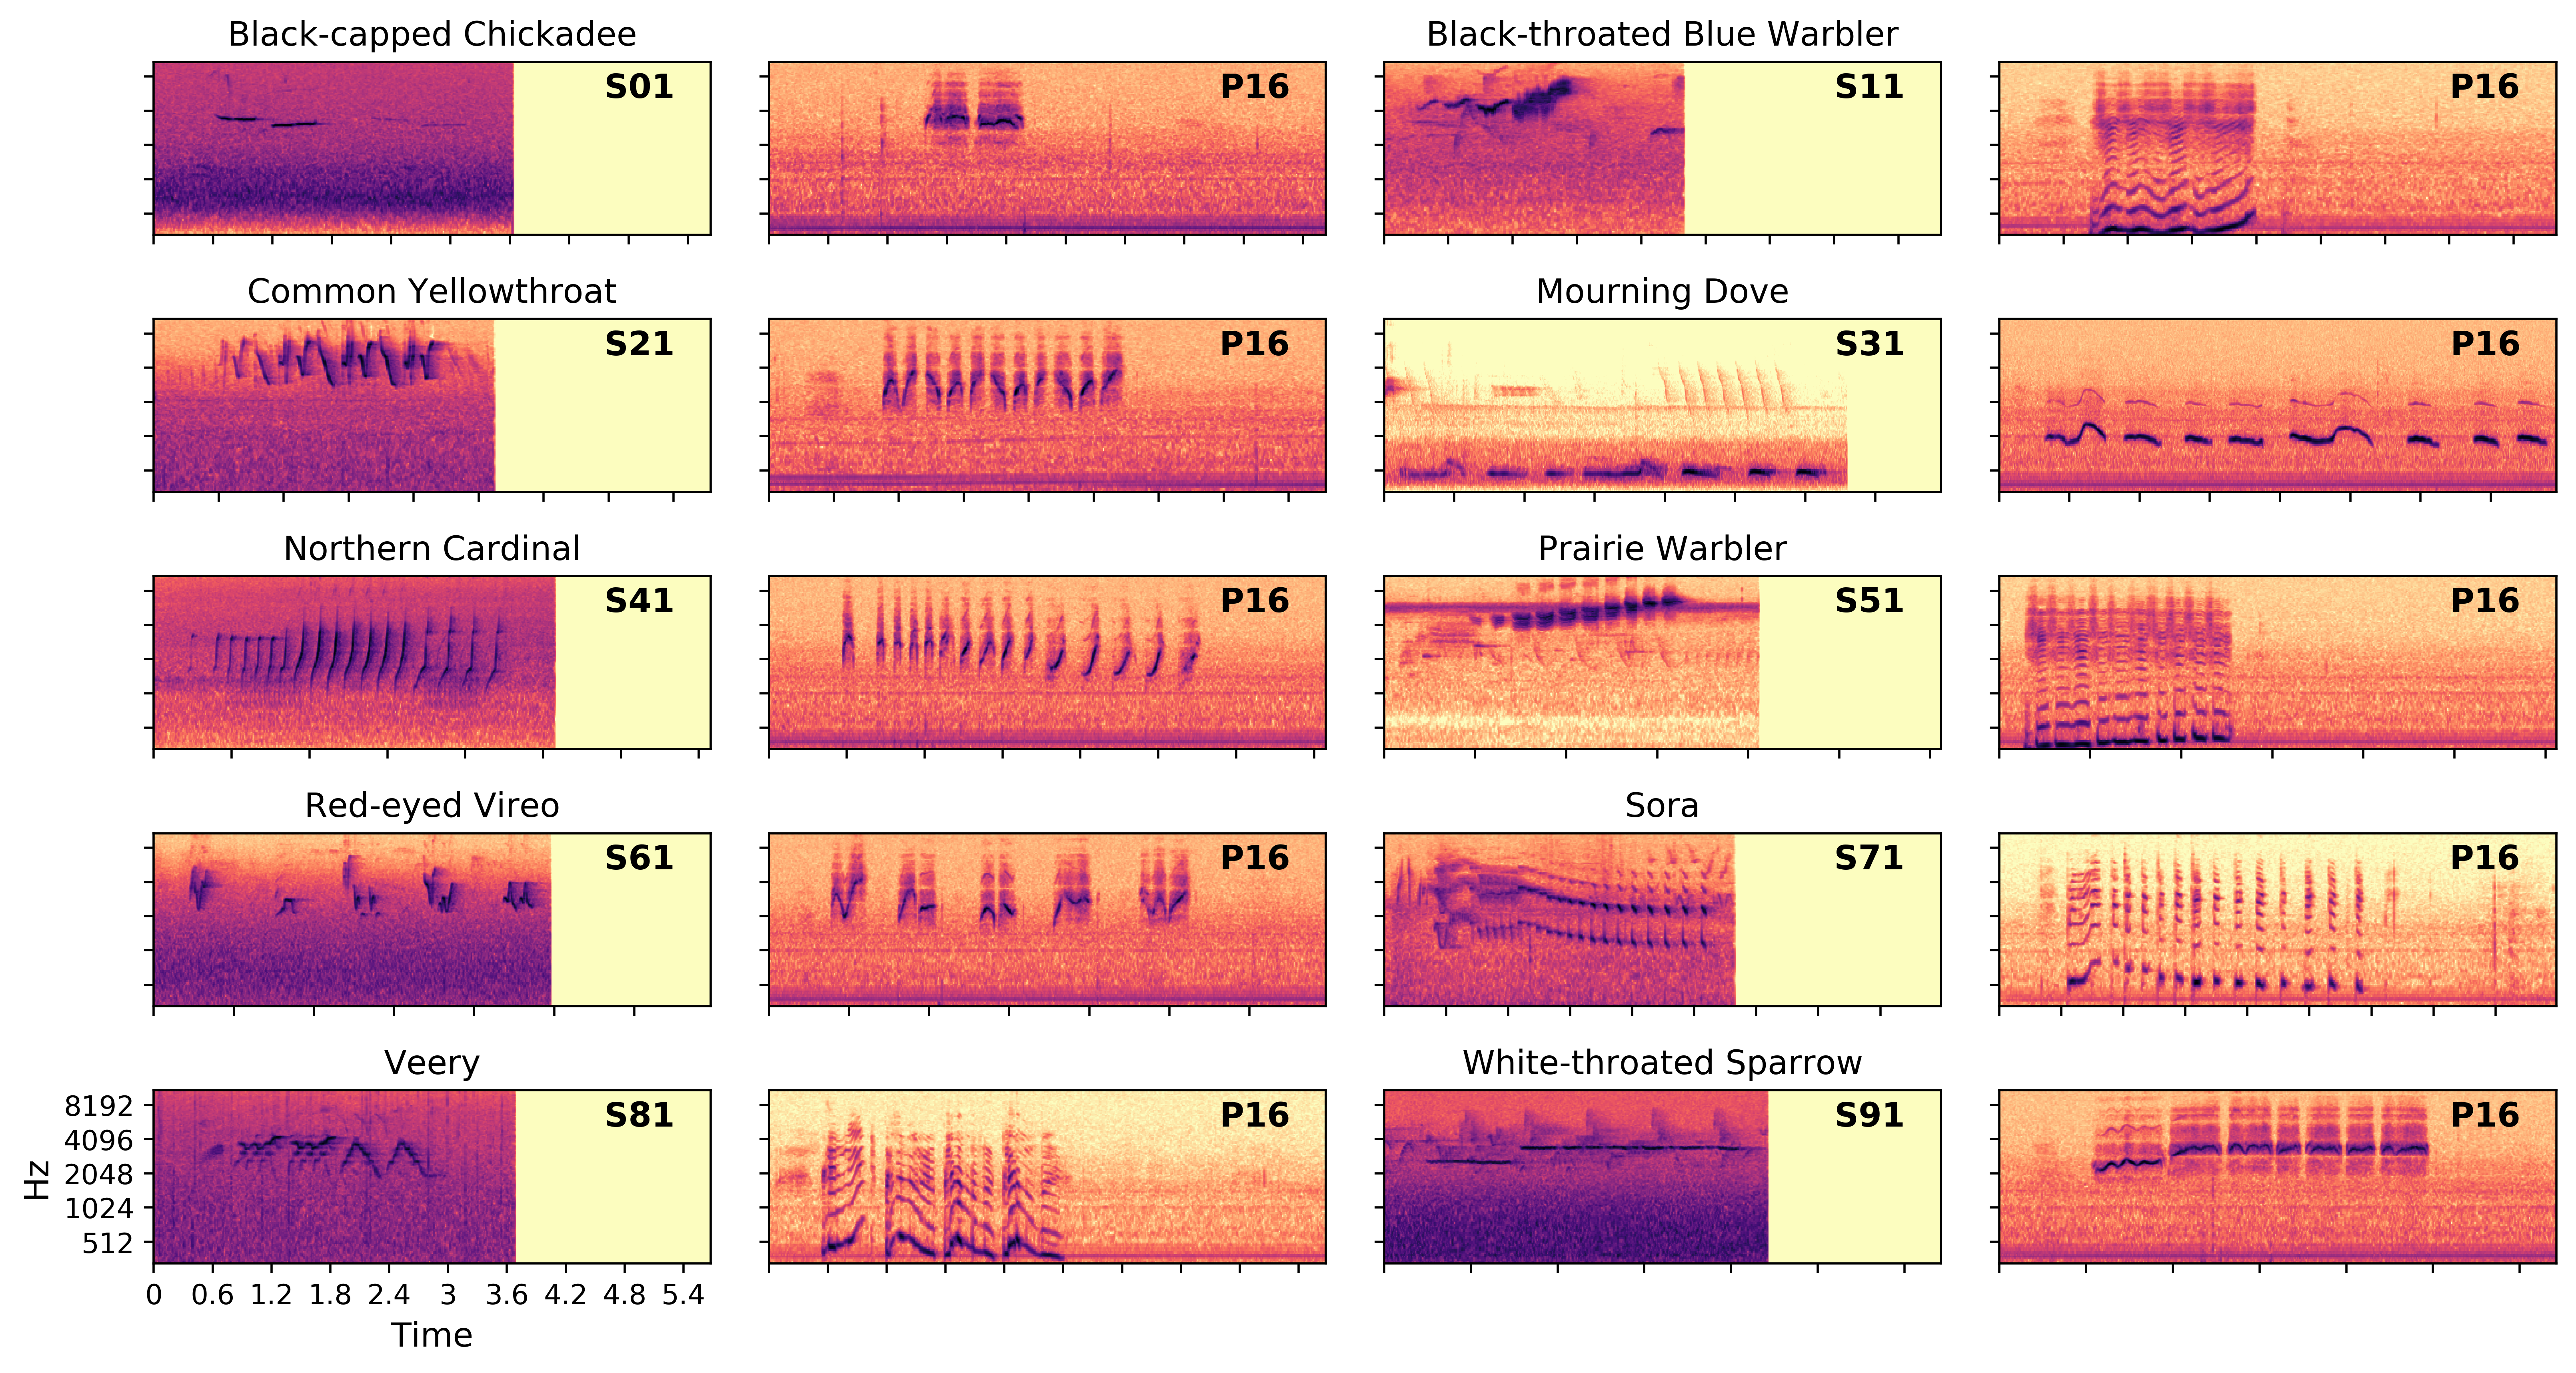 Black-capped Chickadee
Black-throated Blue Warbler
S01
P16
S11
P16
Common Yellowthroat
Mourning Dove
S21
P16
S31
P16
Northern Cardinal
Prairie Warbler
S41
P16
S51
P16
Red-eyed Vireo
Sora
S61
P16
S71
P16
Veery
White-throated Sparrow
S81
P16
S91
P16
Hz
8192
4096
2048
1024
512
0 0.6 1.2 1.8 2.4 3 3.6 4.2 4.8 5.4
Time